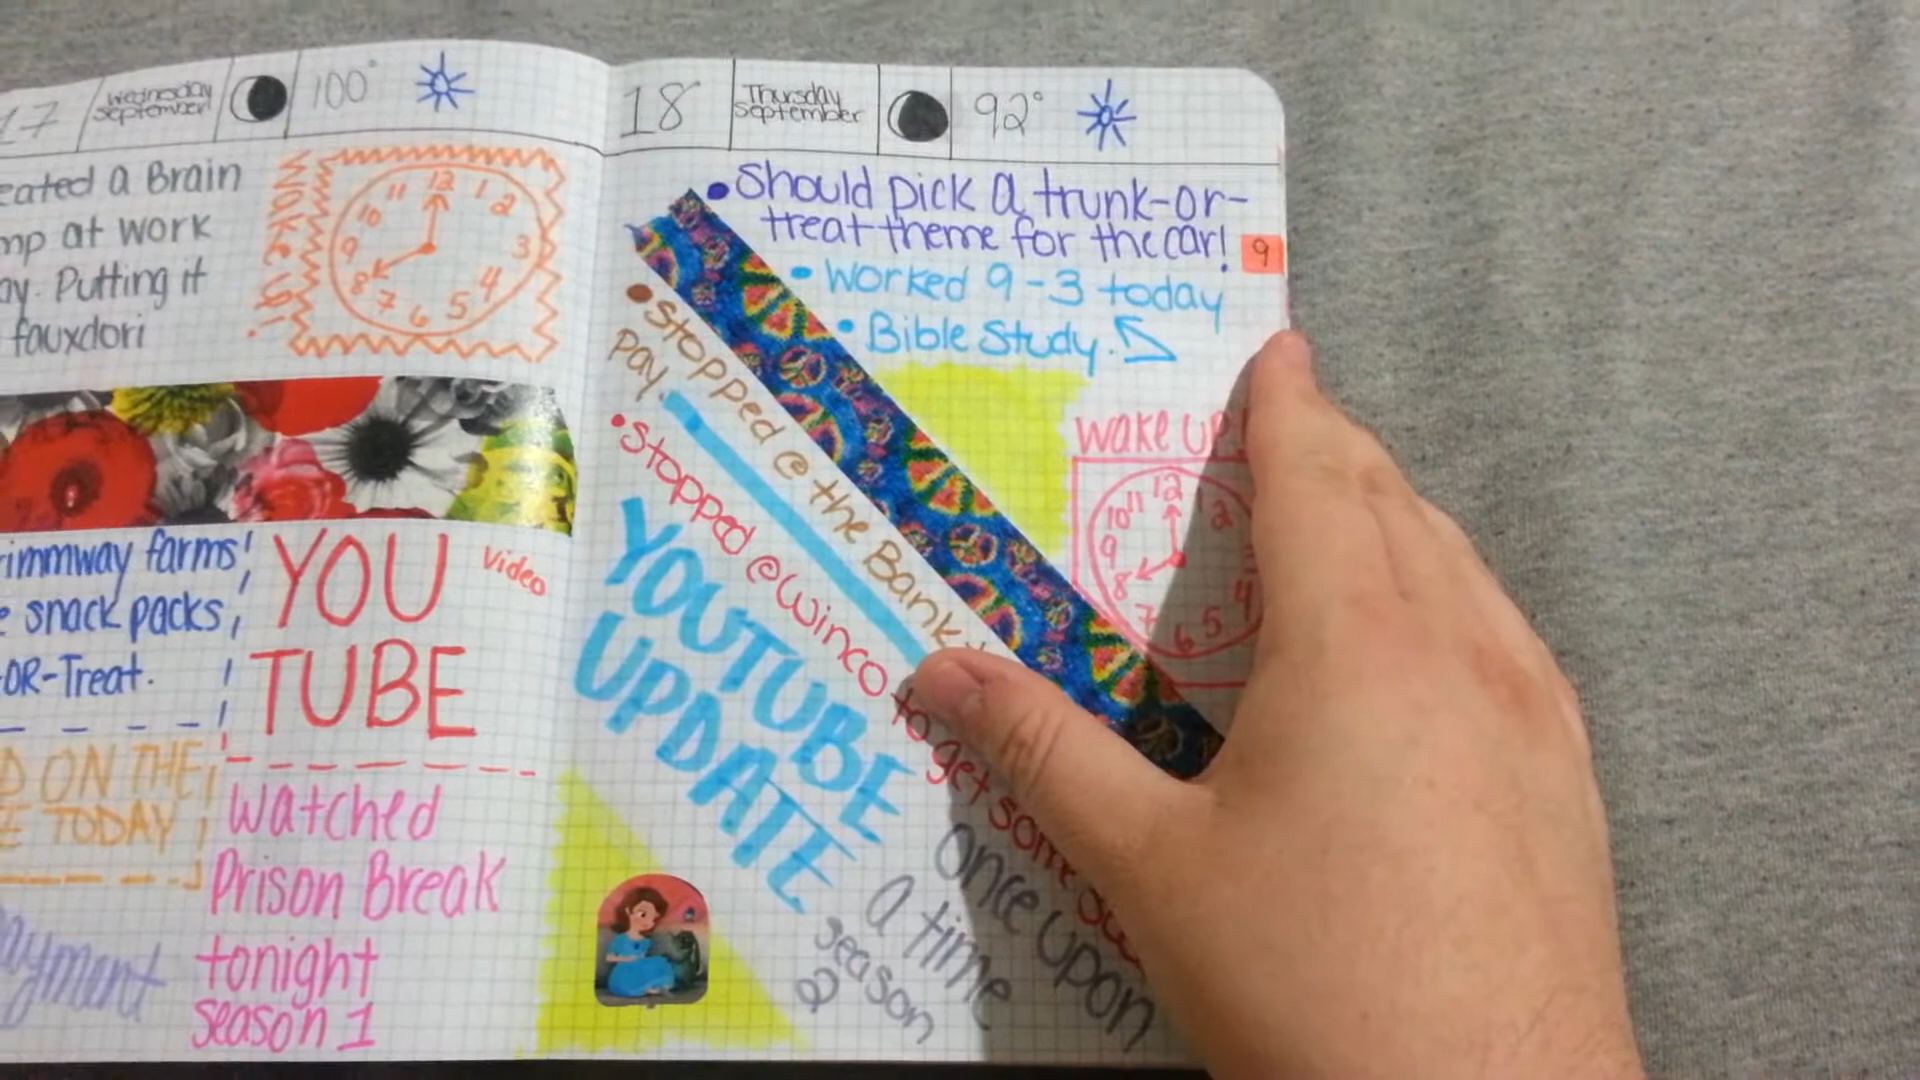 17
Wednesday
September
100°
eated a Brain
mp at work
ay. Putting it
fauxdori
Wake up!
12
1
2
3
4
5
6
7
8
9
10
11
rimmway farms!
e snack packs
-OR-Treat.
YOU
TUBE
Video
D ON THE
E TODAY
ayment
Watched
Prison Break
tonight
season 1
18
Thursday
September
92°
• Should pick a trunk-or-
treat theme for the car!
9
• Worked 9-3 today
• Bible Study.
Wake up!
12
2
4
5
6
7
8
9
10
11
• Stopped @ the Bank
pay.
• Stopped @ Winco to get some
YOUTUBE
UPDATE
Once upon
a time
season
2